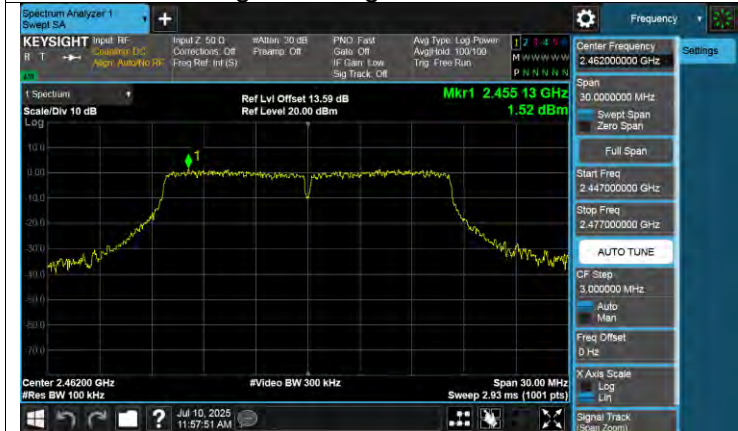 Spectrum Analyzer 1
Swept SA
+
Frequency
KEYSIGHT
R T
Input: RF
Coupling: DC
Align: Auto/No RF
Input Z: 50 Ω
Corrections: Off
Freq Ref: Int (S)
#Atten: 30 dB
Preamp: Off
PNO: Fast
Gate: Off
IF Gain: Low
Sig Track: Off
Avg Type: Log-Power
Avg|Hold: 100/100
Trig: Free Run
1 2 3 4 5 6
M W W W W W
P N N N N N
1 Spectrum
Scale/Div 10 dB
Log
Ref Lvl Offset 13.59 dB
Ref Level 20.00 dBm
Mkr1 2.455 13 GHz
1.52 dBm
1
10.0
0.00
-10.0
-20.0
-30.0
-40.0
-50.0
-60.0
-70.0
Center 2.46200 GHz
#Res BW 100 kHz
#Video BW 300 kHz
Span 30.00 MHz
Sweep 2.93 ms (1001 pts)
?
Jul 10, 2025
11:57:51 AM
Center Frequency
2.462000000 GHz
Settings
Span
30.0000000 MHz
Swept Span
Zero Span
Full Span
Start Freq
2.447000000 GHz
Stop Freq
2.477000000 GHz
AUTO TUNE
CF Step
3.000000 MHz
Auto
Man
Freq Offset
0 Hz
X Axis Scale
Log
Lin
Signal Track
(Span Zoom)